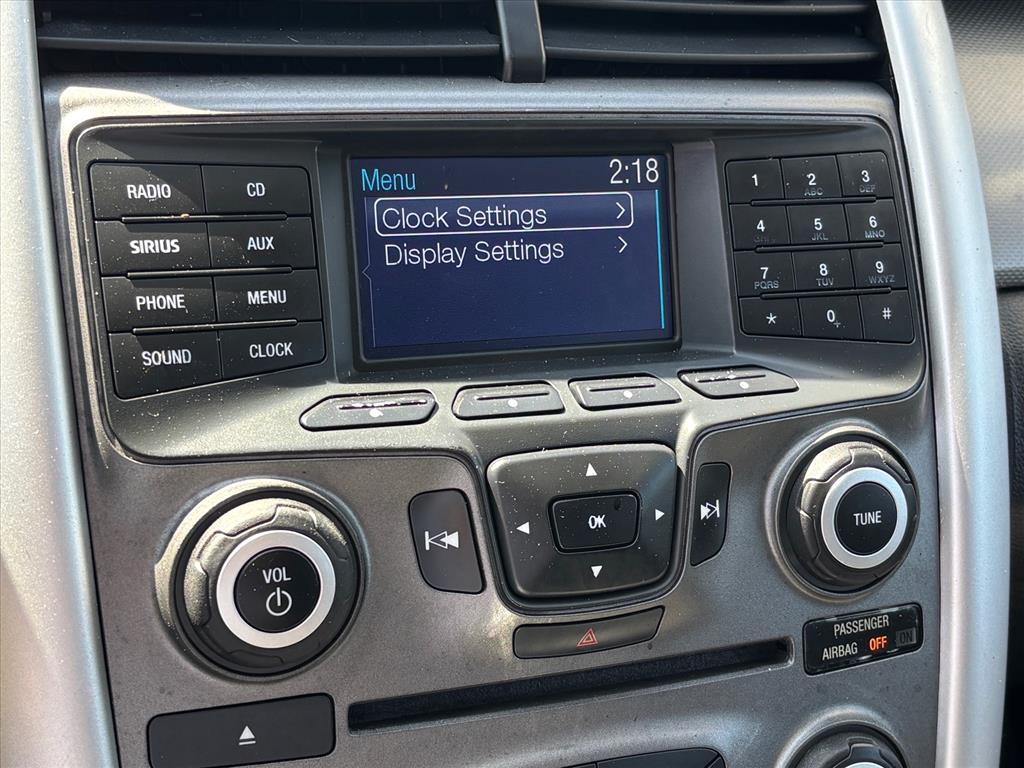 Menu 2:18
Clock Settings >
Display Settings >
RADIO CD
SIRIUS AUX
PHONE MENU
SOUND CLOCK
1 2 ABC 3 DEF
4 GHI 5 JKL 6 MNO
7 PQRS 8 TUV 9 WXYZ
* 0 + #
OK
VOL
TUNE
PASSENGER
AIRBAG OFF ON